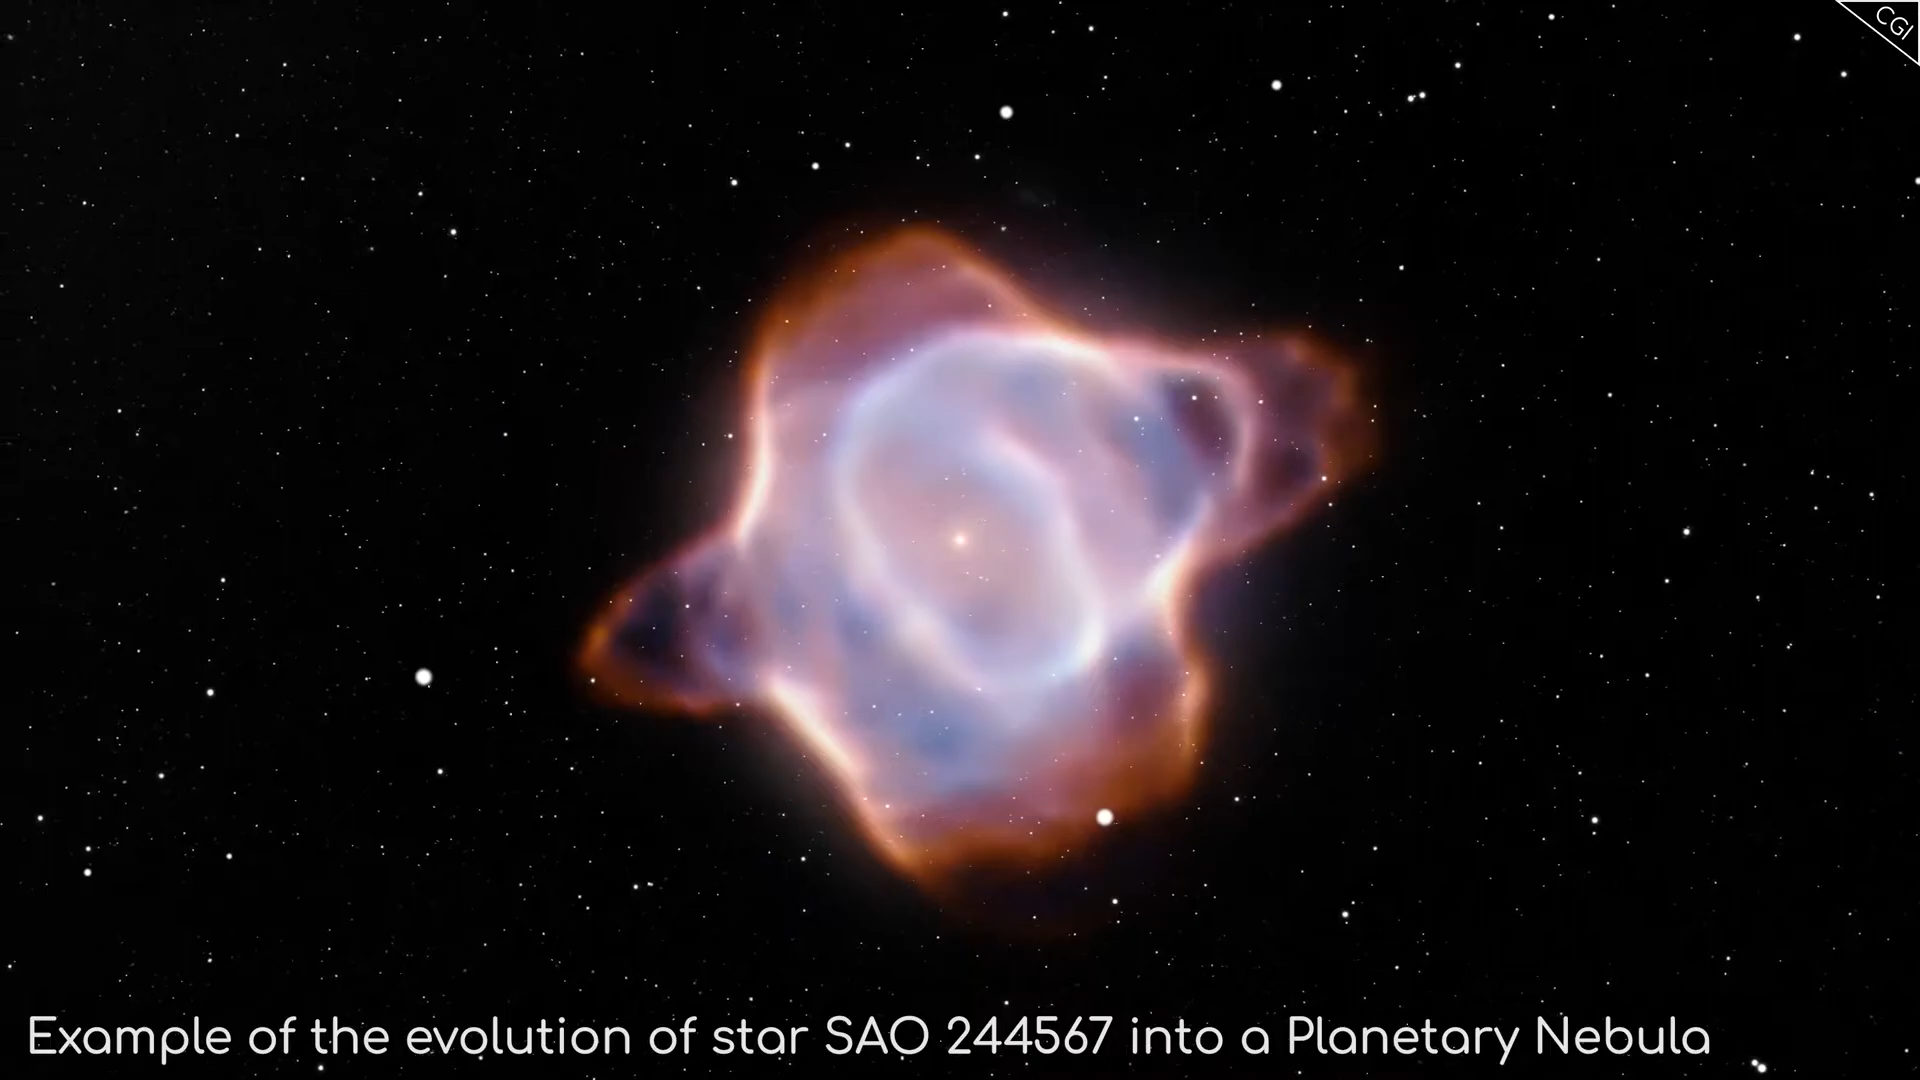 CGI
Example of the evolution of star SAO 244567 into a Planetary Nebula